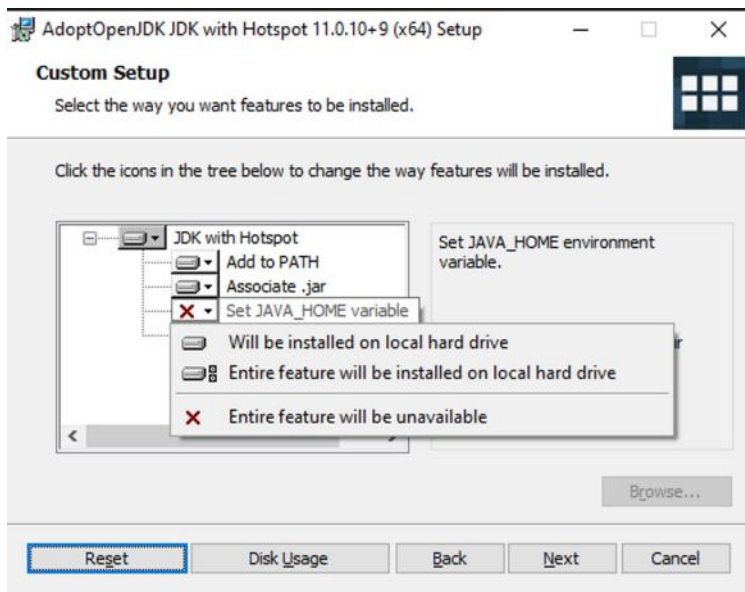 AdoptOpenJDK JDK with Hotspot 11.0.10+9 (x64) Setup
Custom Setup
Select the way you want features to be installed.
Click the icons in the tree below to change the way features will be installed.
JDK with Hotspot
Add to PATH
Associate .jar
Set JAVA_HOME variable
Will be installed on local hard drive
Entire feature will be installed on local hard drive
Entire feature will be unavailable
Set JAVA_HOME environment
variable.
Browse...
Reset
Disk Usage
Back
Next
Cancel